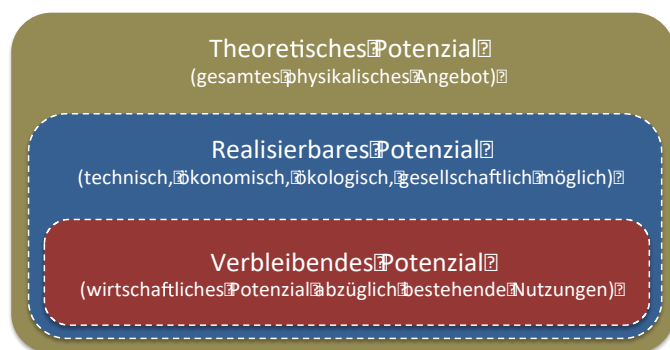 Theoretisches Potenzial
(gesamtes physikalisches Angebot)
Realisierbares Potenzial
(technisch, ökonomisch, ökologisch, gesellschaftlich möglich)
Verbleibendes Potenzial
(wirtschaftliches Potenzial abzüglich bestehende Nutzungen)